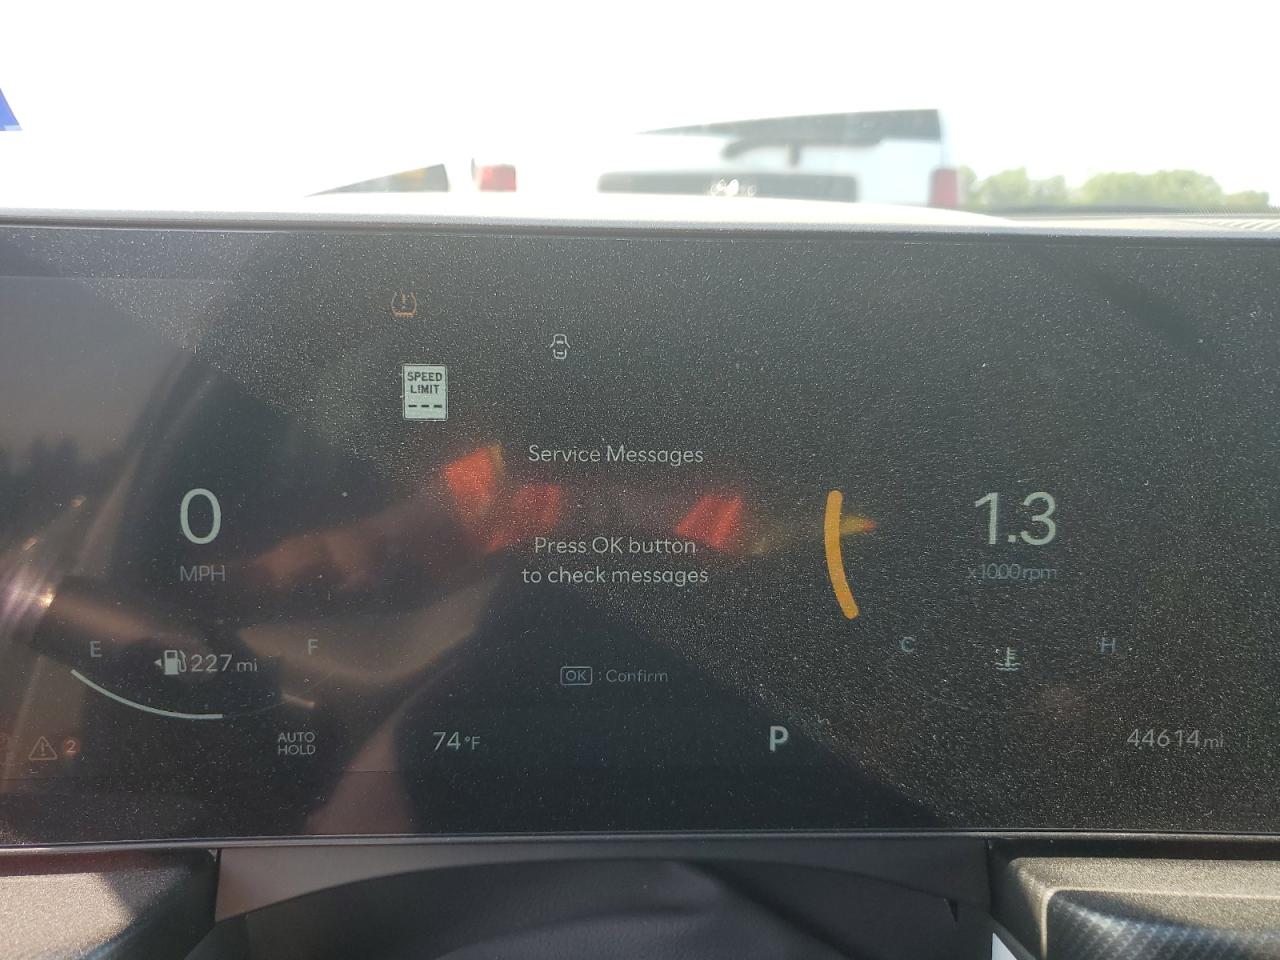 SPEED
LIMIT
---
Service Messages
0
MPH
Press OK button
to check messages
1.3
x1000rpm
E
F
227 mi
OK : Confirm
C
H
2
AUTO
HOLD
74°F
P
44614 mi